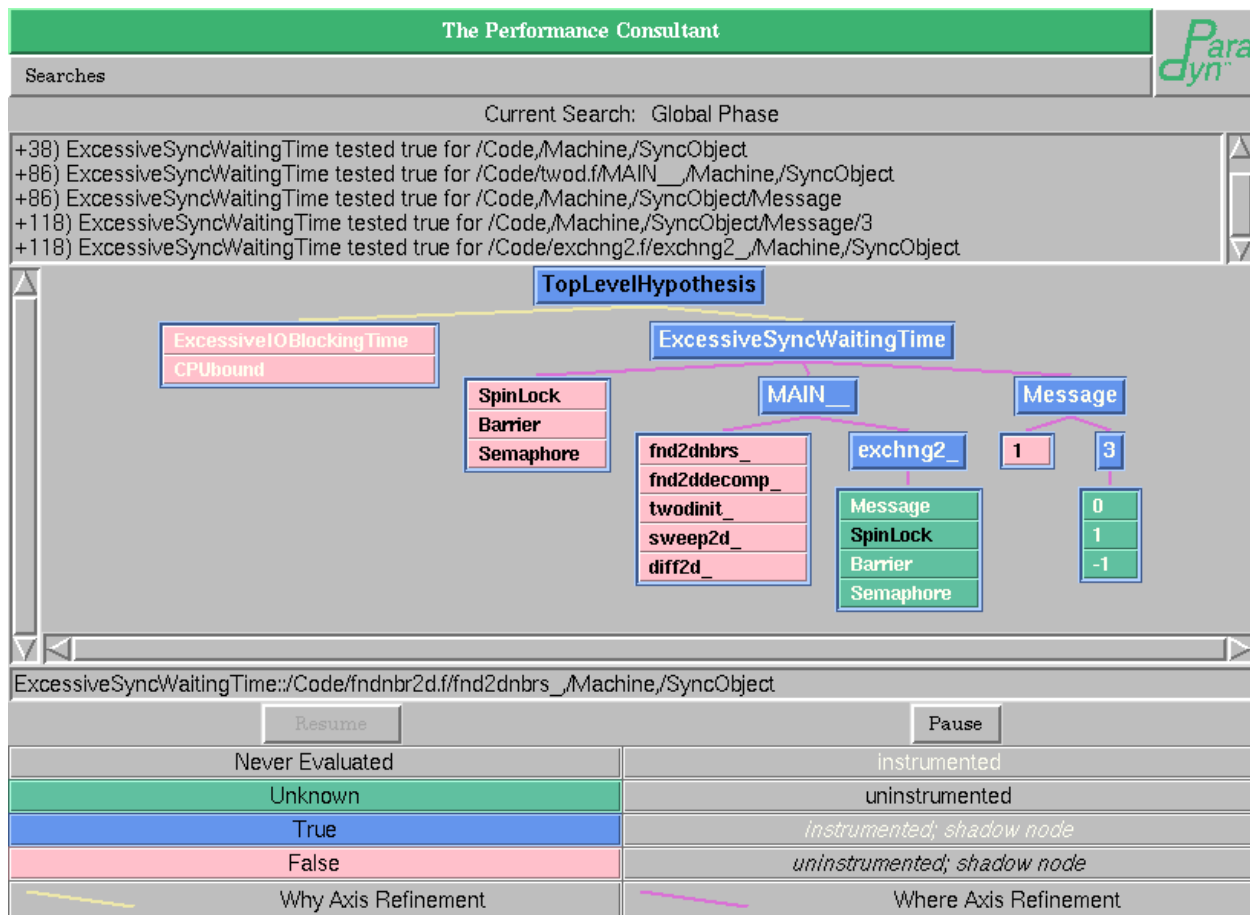 The Performance Consultant
Para
dyn
Searches
Current Search: Global Phase
+38) ExcessiveSyncWaitingTime tested true for /Code,/Machine,/SyncObject
+86) ExcessiveSyncWaitingTime tested true for /Code/twod.f/MAIN__,/Machine,/SyncObject
+86) ExcessiveSyncWaitingTime tested true for /Code,/Machine,/SyncObject/Message
+118) ExcessiveSyncWaitingTime tested true for /Code,/Machine,/SyncObject/Message/3
+118) ExcessiveSyncWaitingTime tested true for /Code/exchng2.f/exchng2_,/Machine,/SyncObject
TopLevelHypothesis
ExcessiveIOBlockingTime
CPUbound
ExcessiveSyncWaitingTime
SpinLock
Barrier
Semaphore
MAIN__
Message
fnd2dnbrs_
fnd2ddecomp_
twodinit_
sweep2d_
diff2d_
exchng2_
Message
SpinLock
Barrier
Semaphore
1
3
0
1
-1
ExcessiveSyncWaitingTime::/Code/fndnbr2d.f/fnd2dnbrs_,/Machine,/SyncObject
Resume
Pause
Never Evaluated
instrumented
Unknown
uninstrumented
True
instrumented; shadow node
False
uninstrumented; shadow node
Why Axis Refinement
Where Axis Refinement